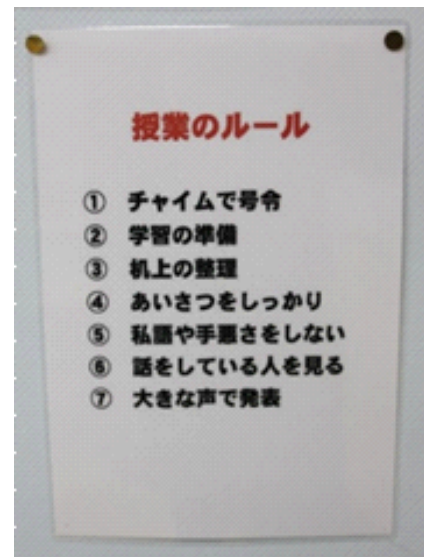 授業のルール
① チャイムで号令
② 学習の準備
③ 机上の整理
④ あいさつをしっかり
⑤ 私語や手悪さをしない
⑥ 話をしている人を見る
⑦ 大きな声で発表